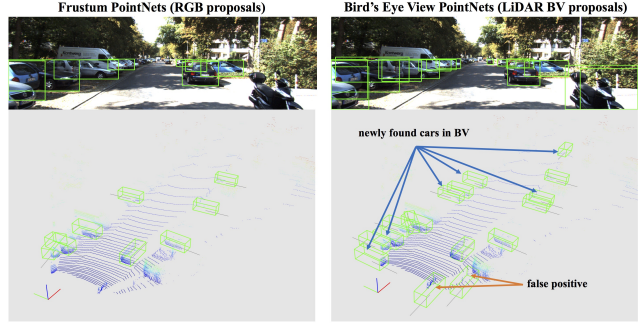 Frustum PointNets (RGB proposals)
Bird's Eye View PointNets (LiDAR BV proposals)
newly found cars in BV
false positive